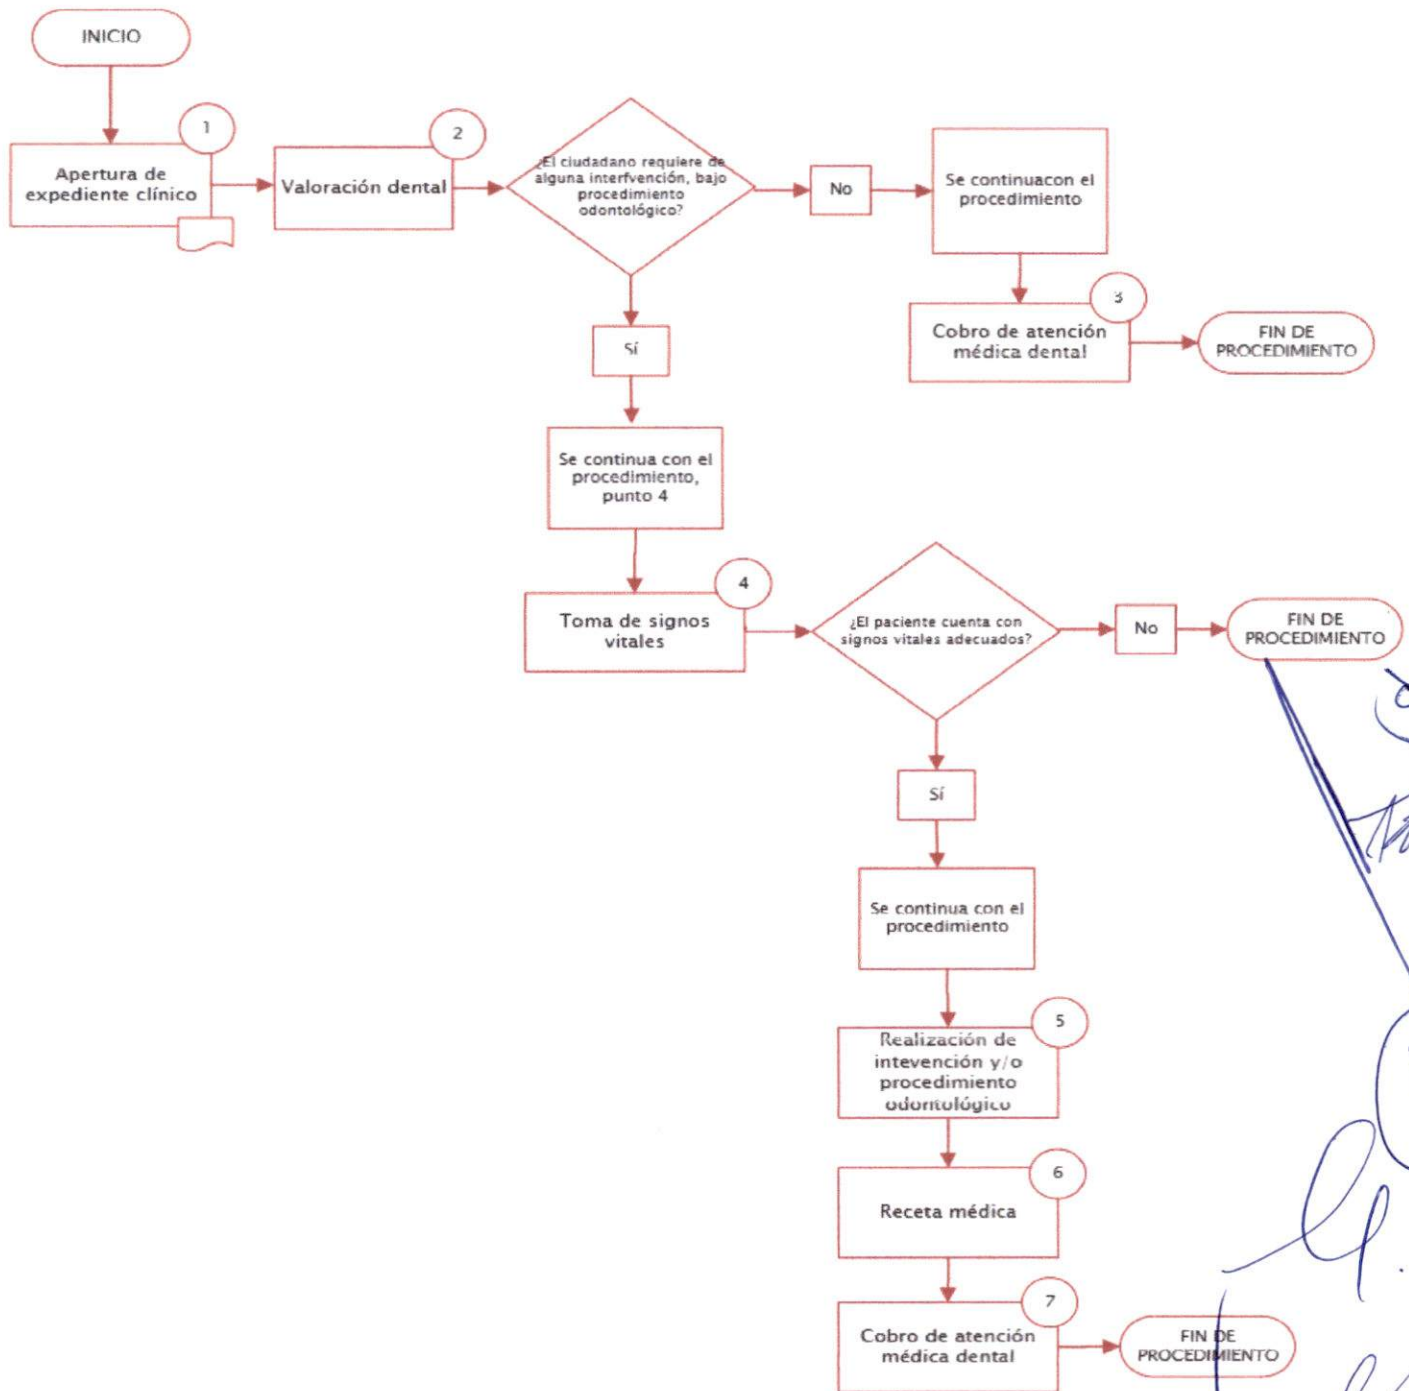 INICIO
1
Apertura de
expediente clínico
2
Valoración dental
¿El ciudadano requiere de
alguna interfvención, bajo
procedimiento
odontológico?
No
Se continuacon el
procedimiento
3
Cobro de atención
médica dental
FIN DE
PROCEDIMIENTO
Sí
Se continua con el
procedimiento,
punto 4
4
Toma de signos
vitales
¿El paciente cuenta con
signos vitales adecuados?
No
FIN DE
PROCEDIMIENTO
Sí
Se continua con el
procedimiento
5
Realización de
intevención y/o
procedimiento
odontológico
6
Receta médica
7
Cobro de atención
médica dental
FIN DE
PROCEDIMIENTO